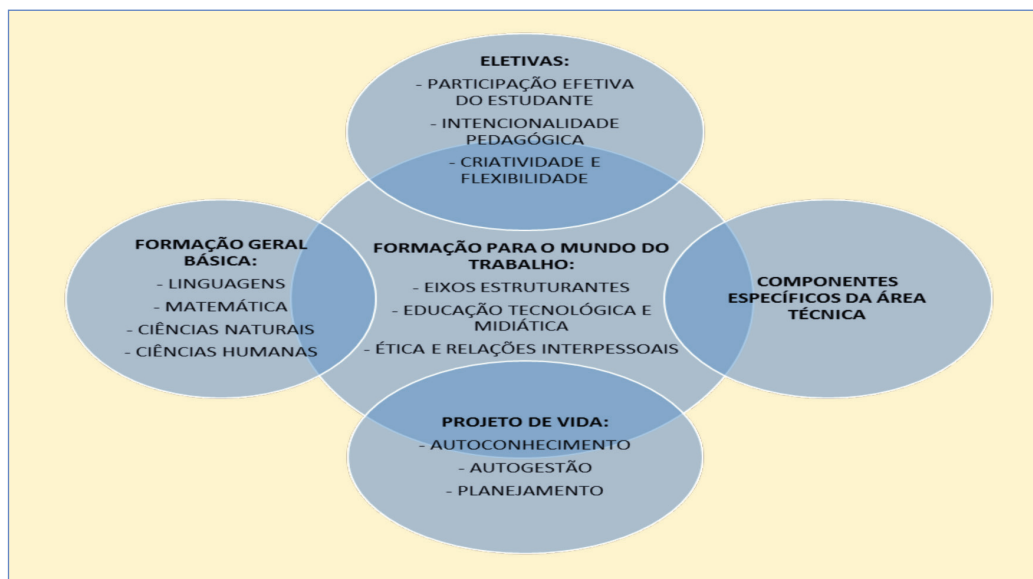 ELETIVAS:
- PARTICIPAÇÃO EFETIVA
DO ESTUDANTE
- INTENCIONALIDADE
PEDAGÓGICA
- CRIATIVIDADE E
FLEXIBILIDADE
FORMAÇÃO GERAL
BÁSICA:
- LINGUAGENS
- MATEMÁTICA
- CIÊNCIAS NATURAIS
- CIÊNCIAS HUMANAS
FORMAÇÃO PARA O MUNDO DO
TRABALHO:
- EIXOS ESTRUTURANTES
- EDUCAÇÃO TECNOLÓGICA E
MIDIÁTICA
- ÉTICA E RELAÇÕES INTERPESSOAIS
COMPONENTES
ESPECÍFICOS DA ÁREA
TÉCNICA
PROJETO DE VIDA:
- AUTOCONHECIMENTO
- AUTOGESTÃO
- PLANEJAMENTO